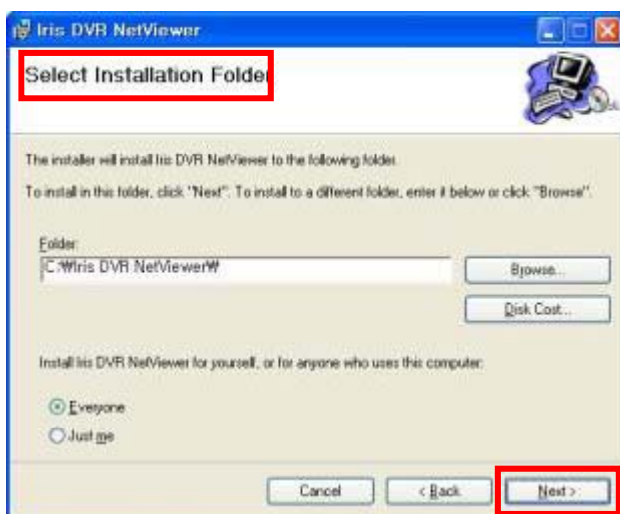 Iris DVR NetViewer
Select Installation Folder
The installer will install Iris DVR NetViewer to the following folder.
To install in this folder, click "Next". To install to a different folder, enter it below or click "Browse".
Folder:
C:₩Iris DVR NetViewer₩
Browse...
Disk Cost...
Install Iris DVR NetViewer for yourself, or for anyone who uses this computer:
Everyone
Just me
Cancel
< Back
Next >